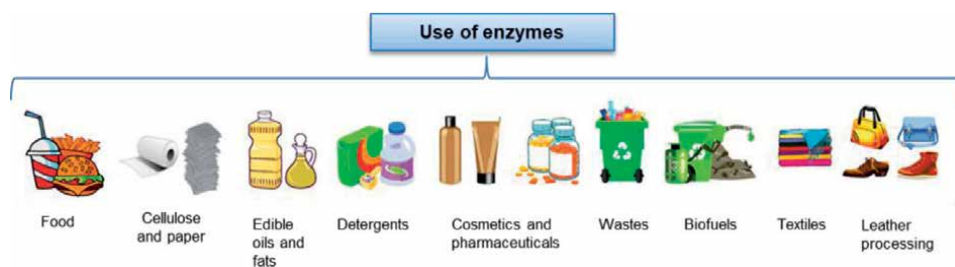 Use of enzymes
Food
Cellulose
and paper
Edible
oils and
fats
Detergents
Cosmetics and
pharmaceuticals
Wastes
Biofuels
Textiles
Leather
processing